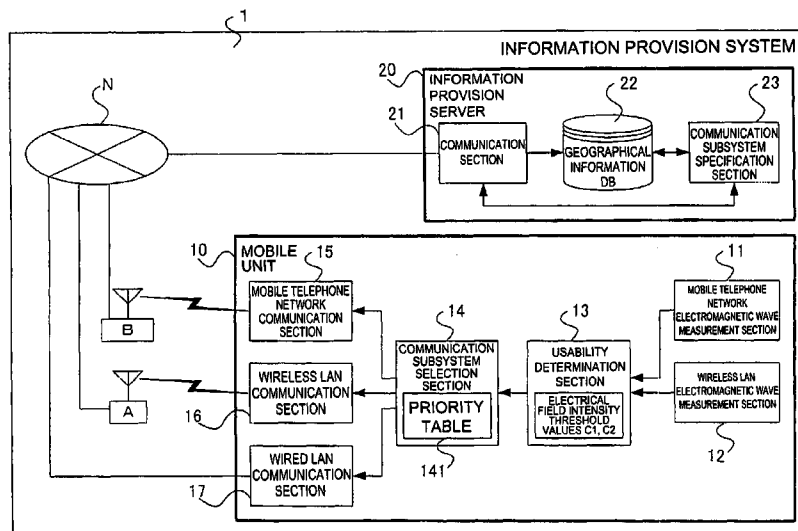 1
INFORMATION PROVISION SYSTEM
20
INFORMATION
PROVISION
SERVER
21
COMMUNICATION
SECTION
22
GEOGRAPHICAL
INFORMATION
DB
23
COMMUNICATION
SUBSYSTEM
SPECIFICATION
SECTION
N
B
A
10
MOBILE
UNIT
15
MOBILE TELEPHONE
NETWORK
COMMUNICATION
SECTION
16
WIRELESS LAN
COMMUNICATION
SECTION
17
WIRED LAN
COMMUNICATION
SECTION
14
COMMUNICATION
SUBSYSTEM
SELECTION
SECTION
PRIORITY
TABLE
141
13
USABILITY
DETERMINATION
SECTION
ELECTRICAL
FIELD INTENSITY
THRESHOLD
VALUES C1, C2
11
MOBILE TELEPHONE
NETWORK
ELECTROMAGNETIC WAVE
MEASUREMENT SECTION
WIRELESS LAN
ELECTROMAGNETIC WAVE
MEASUREMENT SECTION
12